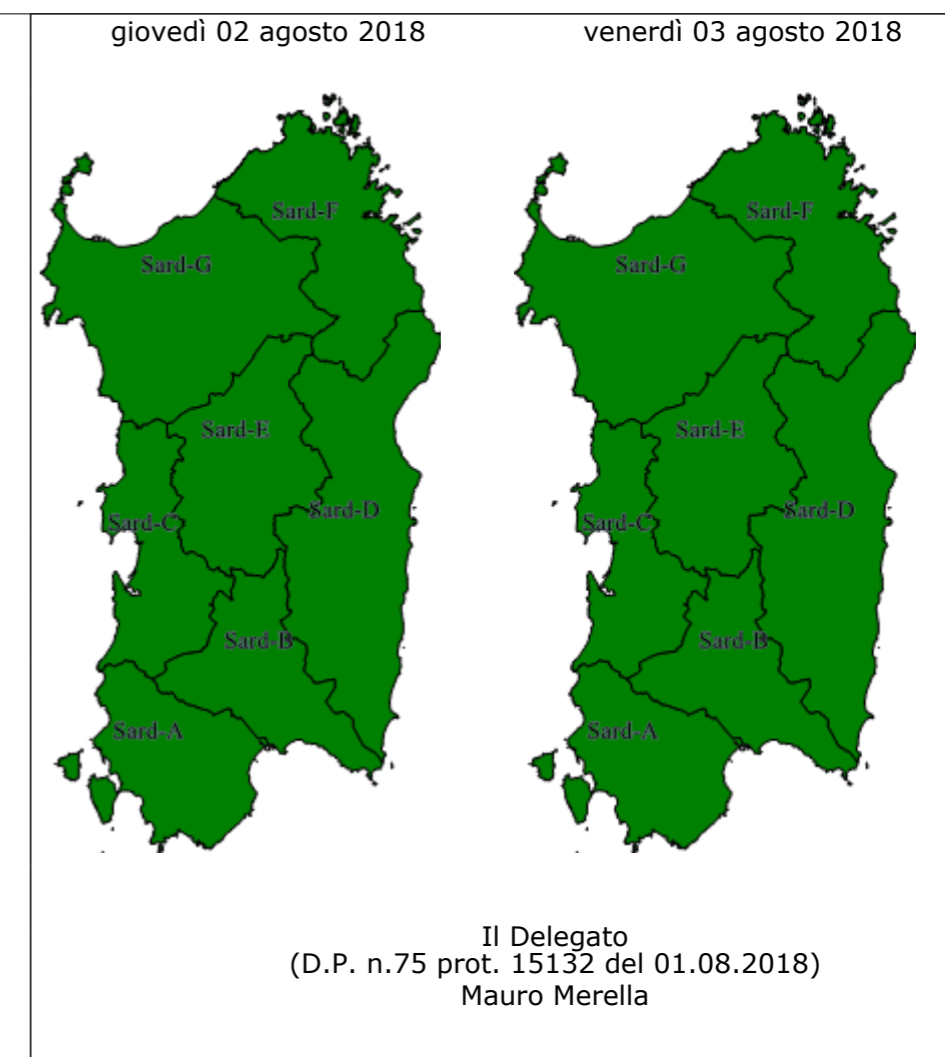 giovedì 02 agosto 2018
venerdì 03 agosto 2018
Sard-F
Sard-G
Sard-E
Sard-D
Sard-C
Sard-B
Sard-A
Sard-F
Sard-G
Sard-E
Sard-D
Sard-C
Sard-B
Sard-A
Il Delegato
(D.P. n.75 prot. 15132 del 01.08.2018)
Mauro Merella